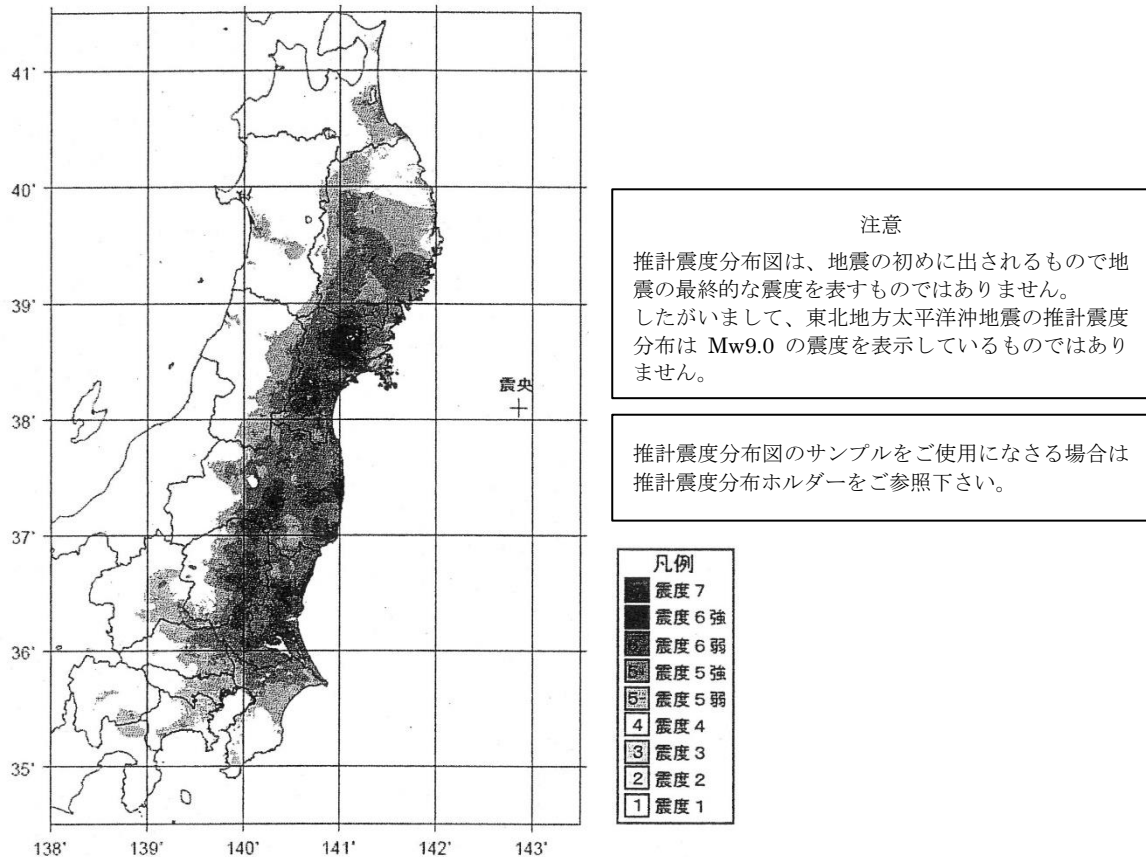 41°
40°
39°
38°
37°
36°
35°
138°
139°
140°
141°
142°
143°
震央
注意
推計震度分布図は、地震の初めに出されるもので地
震の最終的な震度を表すものではありません。
したがいまして、東北地方太平洋沖地震の推計震度
分布は Mw9.0 の震度を表示しているものではあり
ません。
推計震度分布図のサンプルをご使用になさる場合は
推計震度分布ホルダーをご参照下さい。
凡例
震度7
震度6強
震度6弱
5+ 震度5強
5- 震度5弱
4 震度4
3 震度3
2 震度2
1 震度1